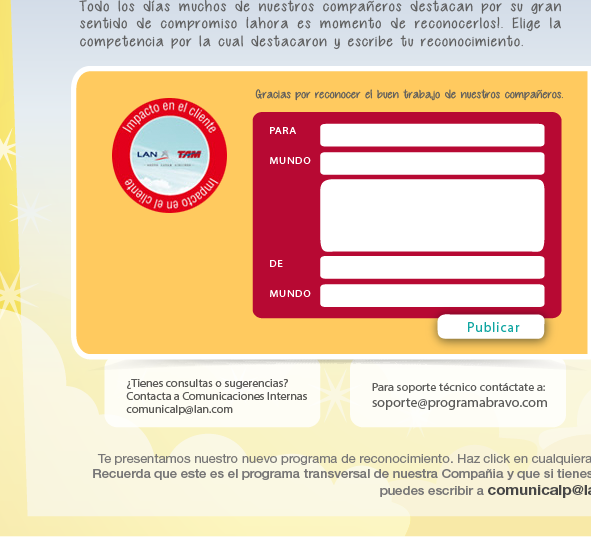 Todo los días muchos de nuestros compañeros destacan por su gran
sentido de compromiso ¡ahora es momento de reconocerlos!. Elige la
competencia por la cual destacaron y escribe tu reconocimiento.
Gracias por reconocer el buen trabajo de nuestros compañeros.
Impacto en el cliente
LAN TAM
Impacto en el cliente
PARA
MUNDO
DE
MUNDO
Publicar
¿Tienes consultas o sugerencias?
Contacta a Comunicaciones Internas
comunicalp@lan.com
Para soporte técnico contáctate a:
soporte@programabravo.com
Te presentamos nuestro nuevo programa de reconocimiento. Haz click en cualquiera
Recuerda que este es el programa transversal de nuestra Compañia y que si tienes
puedes escribir a comunicalp@la